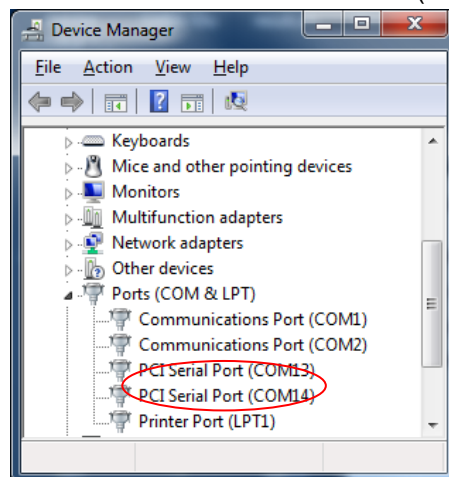 Device Manager
File Action View Help
Keyboards
Mice and other pointing devices
Monitors
Multifunction adapters
Network adapters
Other devices
Ports (COM & LPT)
Communications Port (COM1)
Communications Port (COM2)
PCI Serial Port (COM13)
PCI Serial Port (COM14)
Printer Port (LPT1)